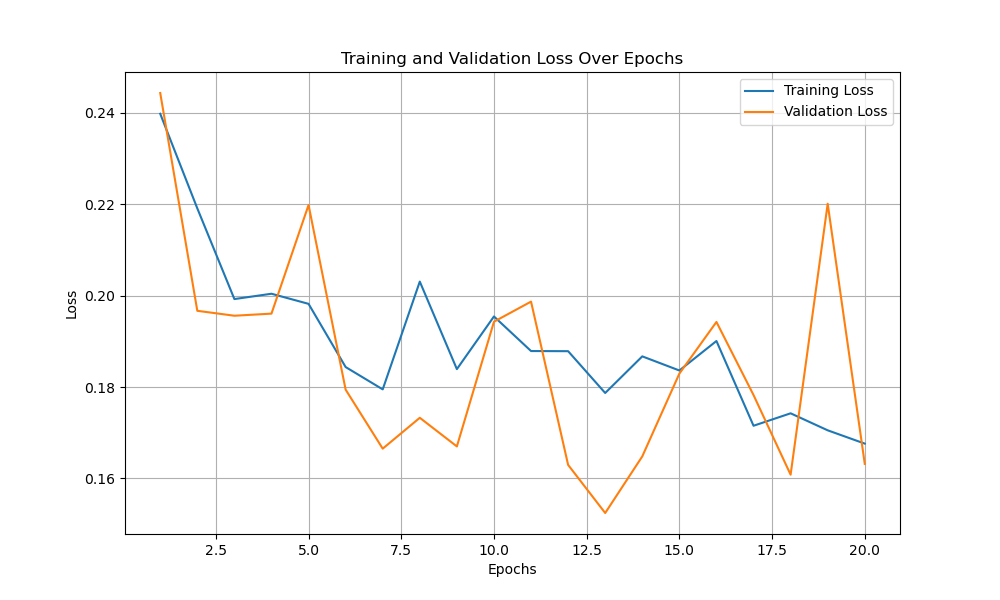 Training and Validation Loss Over Epochs
Training Loss
Validation Loss
0.24
0.22
0.20
0.18
0.16
Loss
2.5 5.0 7.5 10.0 12.5 15.0 17.5 20.0
Epochs